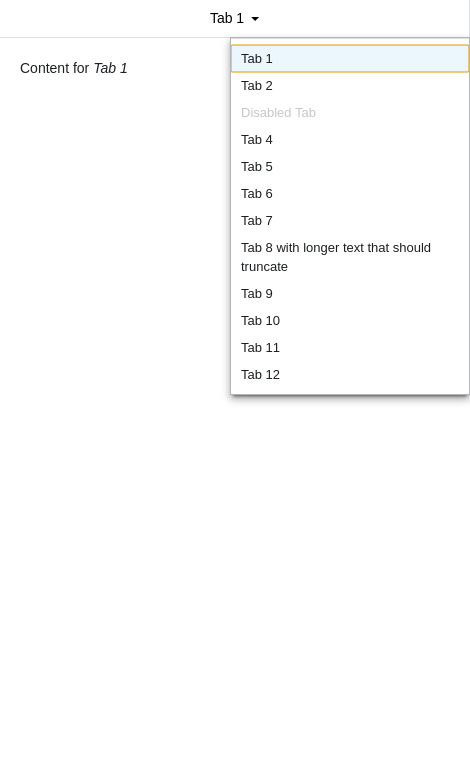 Tab 1
Content for Tab 1
Tab 1
Tab 2
Disabled Tab
Tab 4
Tab 5
Tab 6
Tab 7
Tab 8 with longer text that should
truncate
Tab 9
Tab 10
Tab 11
Tab 12